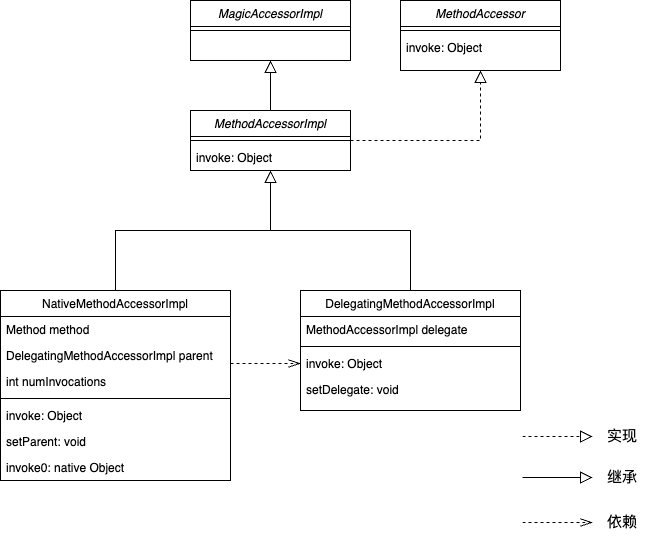 MagicAccessorImpl
MethodAccessor
invoke: Object
MethodAccessorImpl
invoke: Object
NativeMethodAccessorImpl
Method method
DelegatingMethodAccessorImpl parent
int numInvocations
invoke: Object
setParent: void
invoke0: native Object
DelegatingMethodAccessorImpl
MethodAccessorImpl delegate
invoke: Object
setDelegate: void
实现
继承
依赖